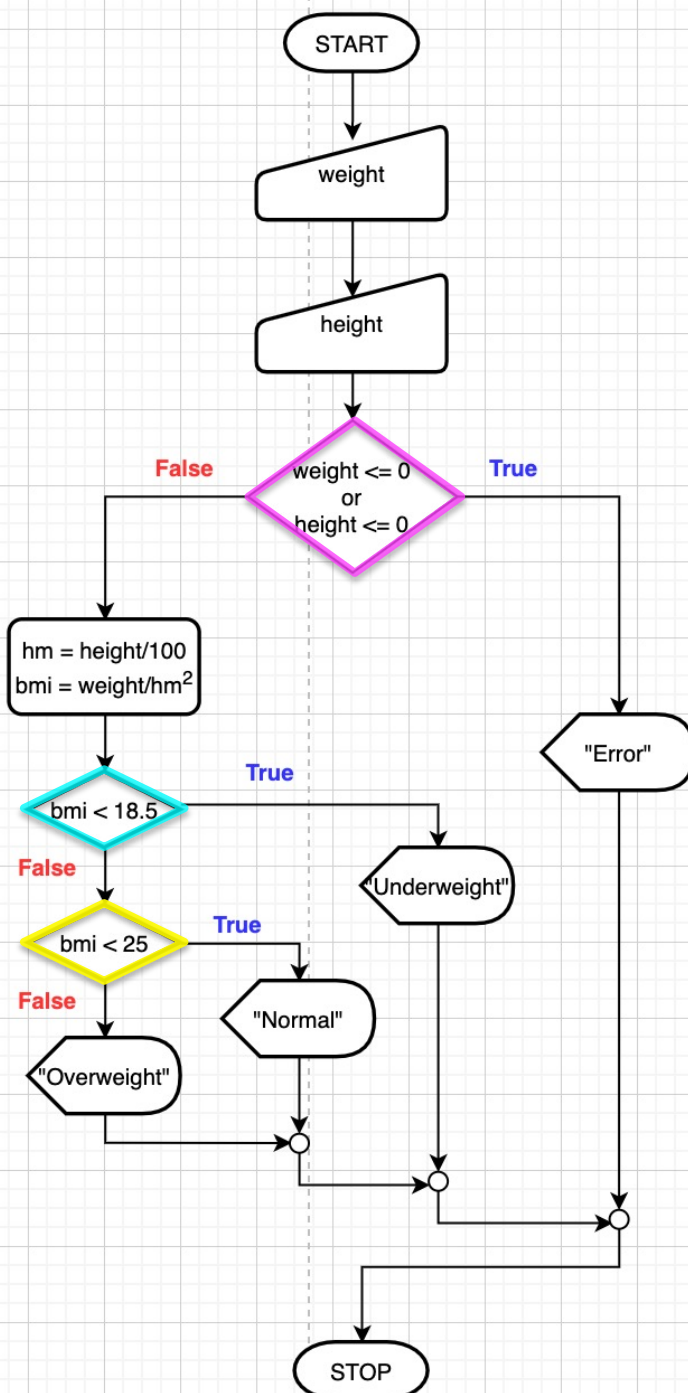 START
weight
height
False
True
weight <= 0
or
height <= 0
hm = height/100
bmi = weight/hm²
"Error"
True
bmi < 18.5
False
"Underweight"
True
bmi < 25
False
"Normal"
"Overweight"
STOP